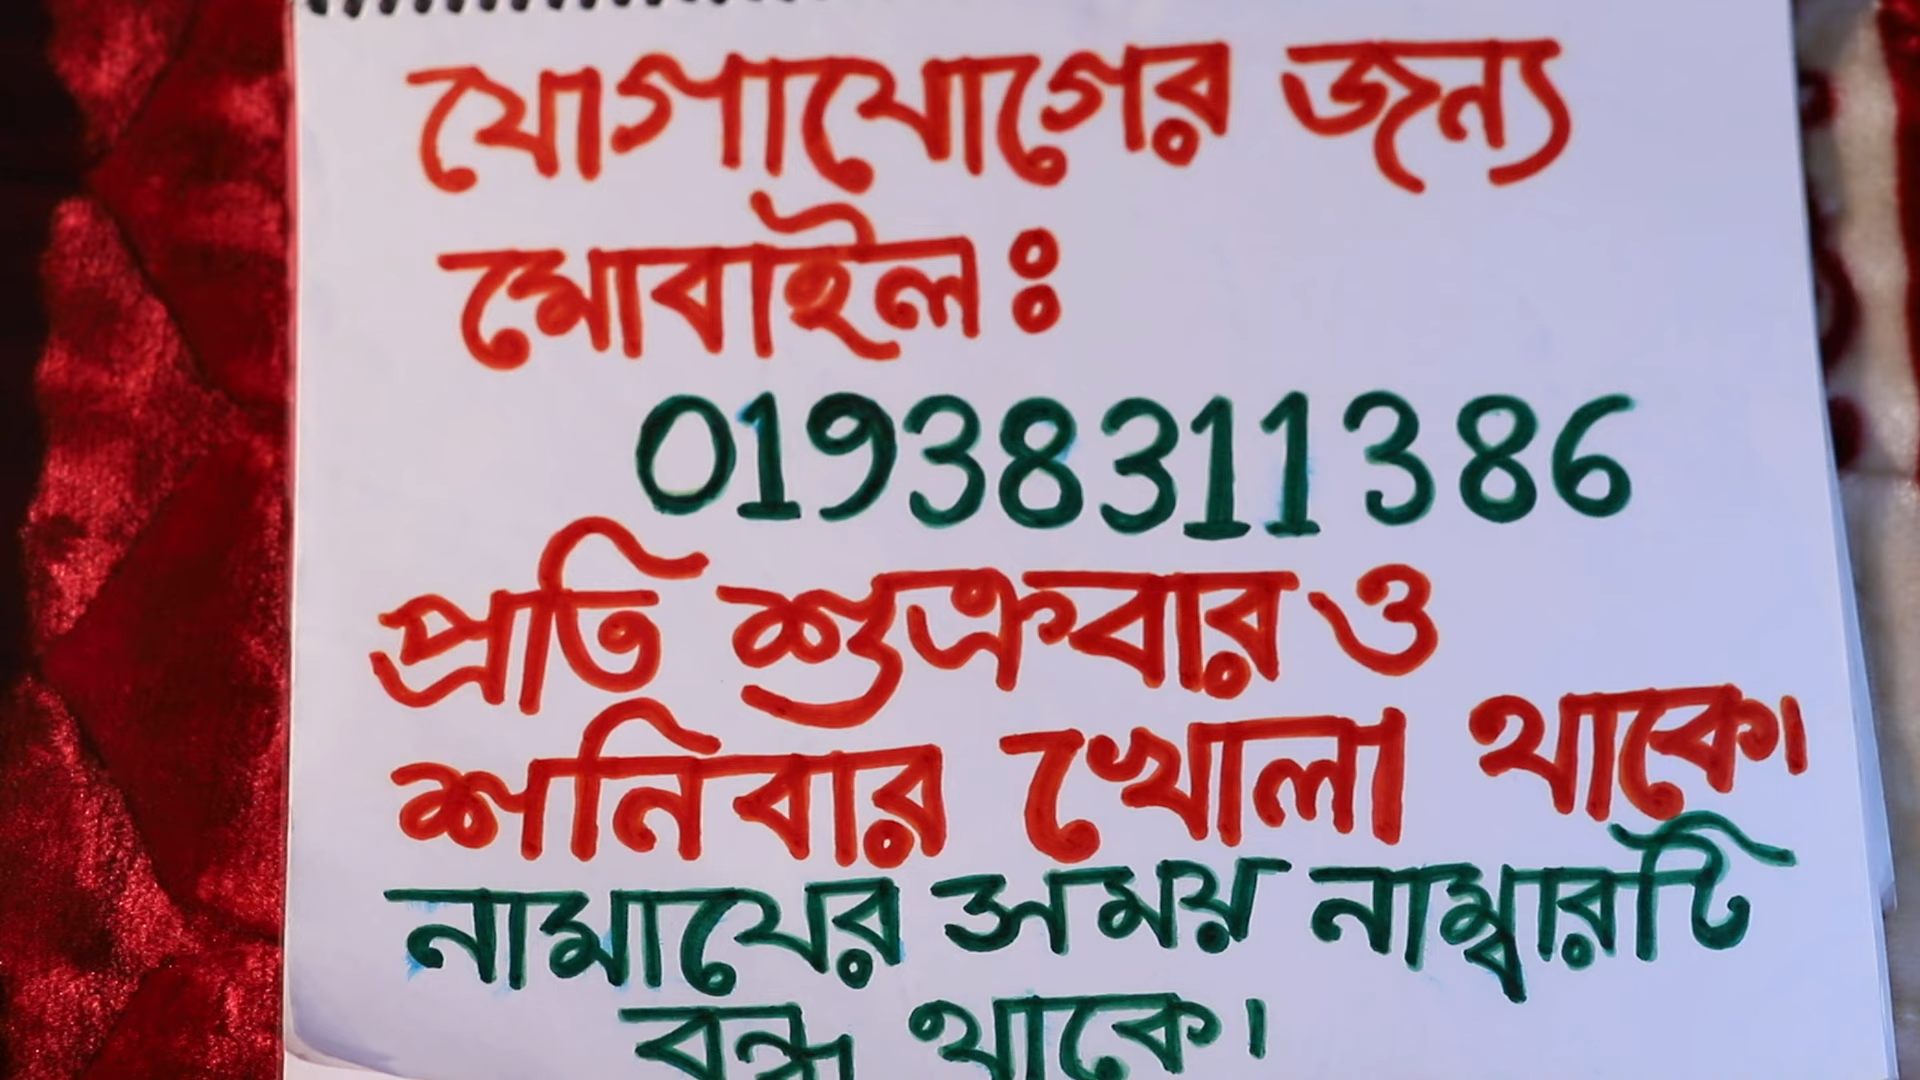 যোগাযোগের জন্য
মোবাইল ঃ
01938311386
প্রতি শুক্রবার ও
শনিবার খোলা থাকে।
নামাযের সময় নাম্বারটি
বন্ধ থাকে।